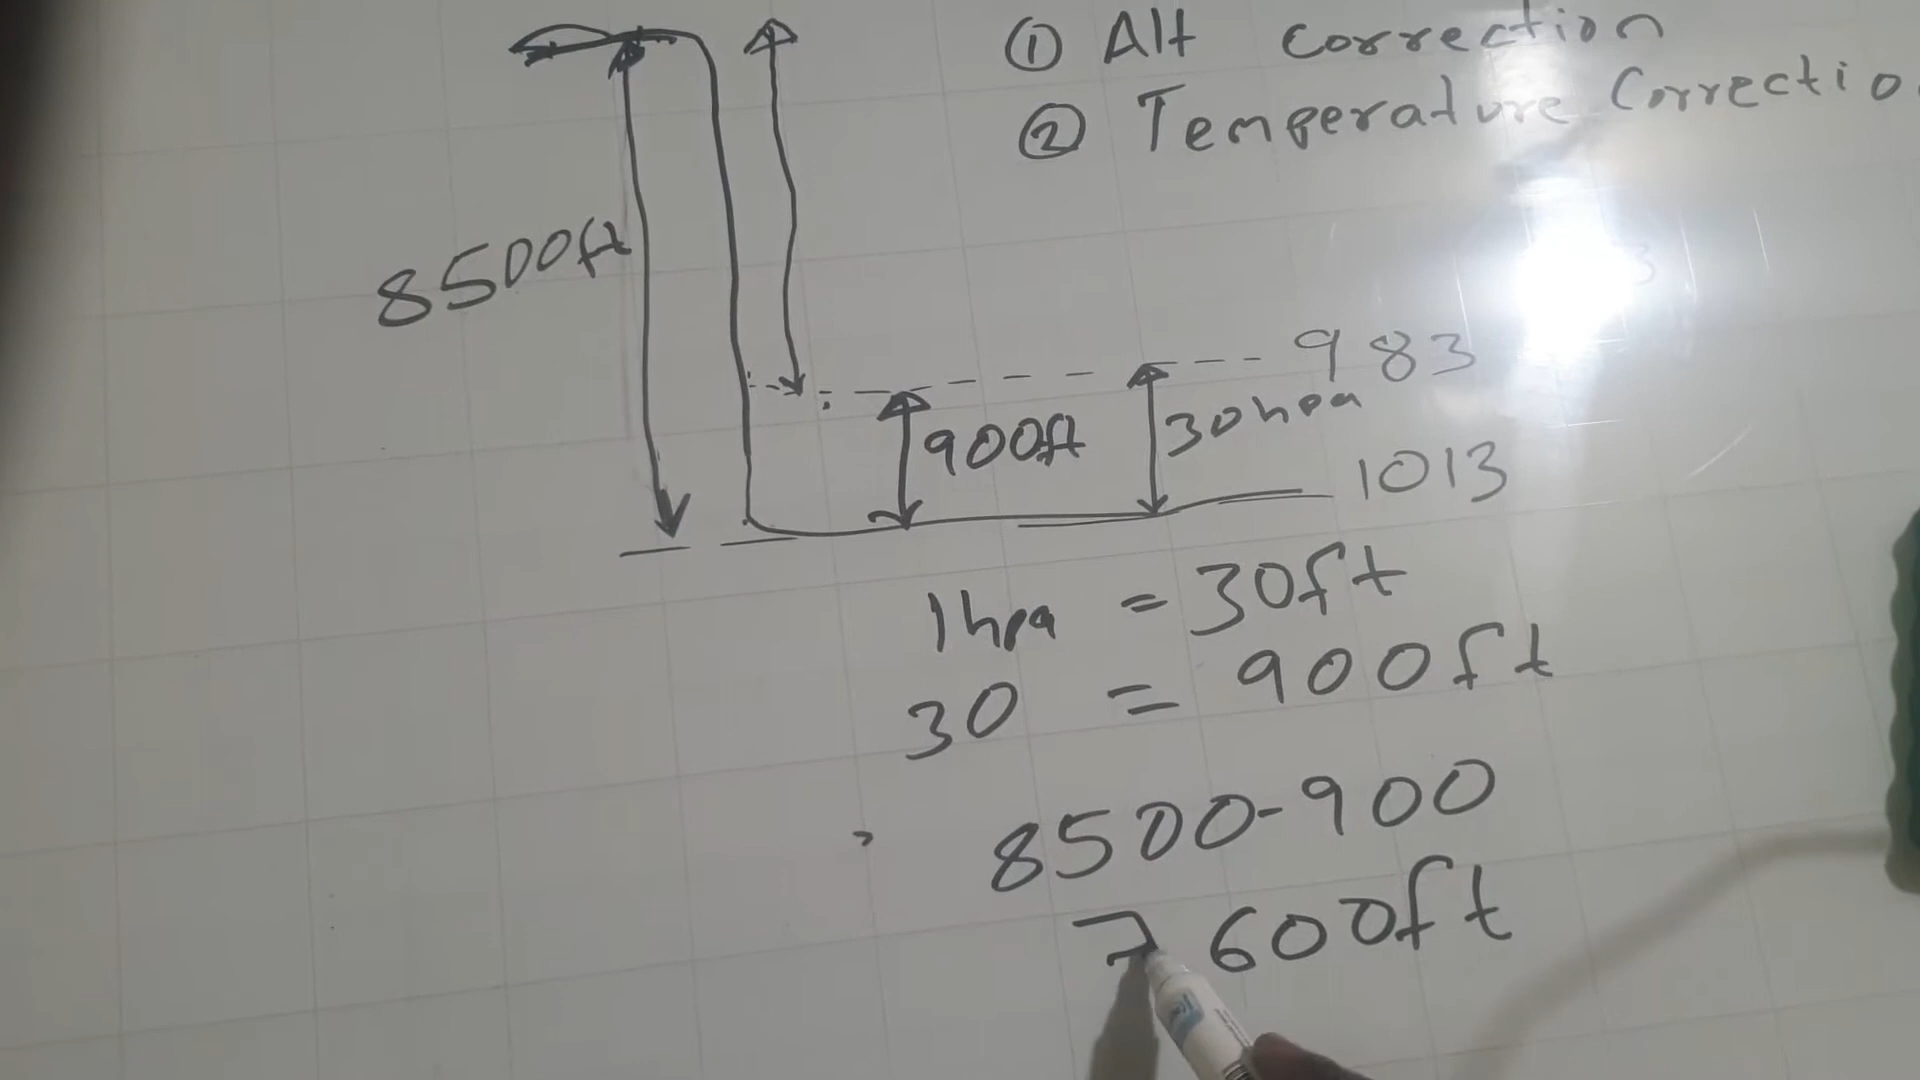 ① Alt correction
② Temperature Correctio
8500ft
983
900ft
30hpa
1013
1hpa = 30ft
30 = 900ft
8500-900
7600ft